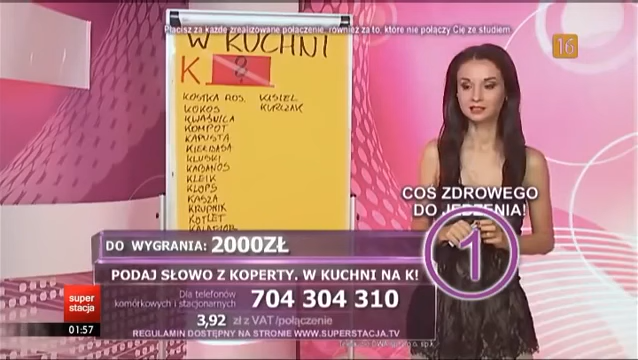 Płacisz za każde zrealizowane połączenie, również za to, które nie połączy Cię ze studiem
W KUCHNI
16
K 8
KOSTKA ROS. KISIEL
KOKOS KURCZAK
KWAŚNICA
KOMPOT
KAPUSTA
KIEŁBASA
KLUSKI
KABANOS
KLEIK
KLOPS
KASZA
KRUPNIK
KOTLET
COŚ ZDROWEGO
DO JEDZENIA!
1
DO WYGRANIA: 2000ZŁ
PODAJ SŁOWO Z KOPERTY. W KUCHNI NA K!
Dla telefonów
komórkowych i stacjonarnych 704 304 310
3,92 zł z VAT/połączenie
REGULAMIN DOSTĘPNY NA STRONIE WWW.SUPERSTACJA.TV
super
stacja
01:57